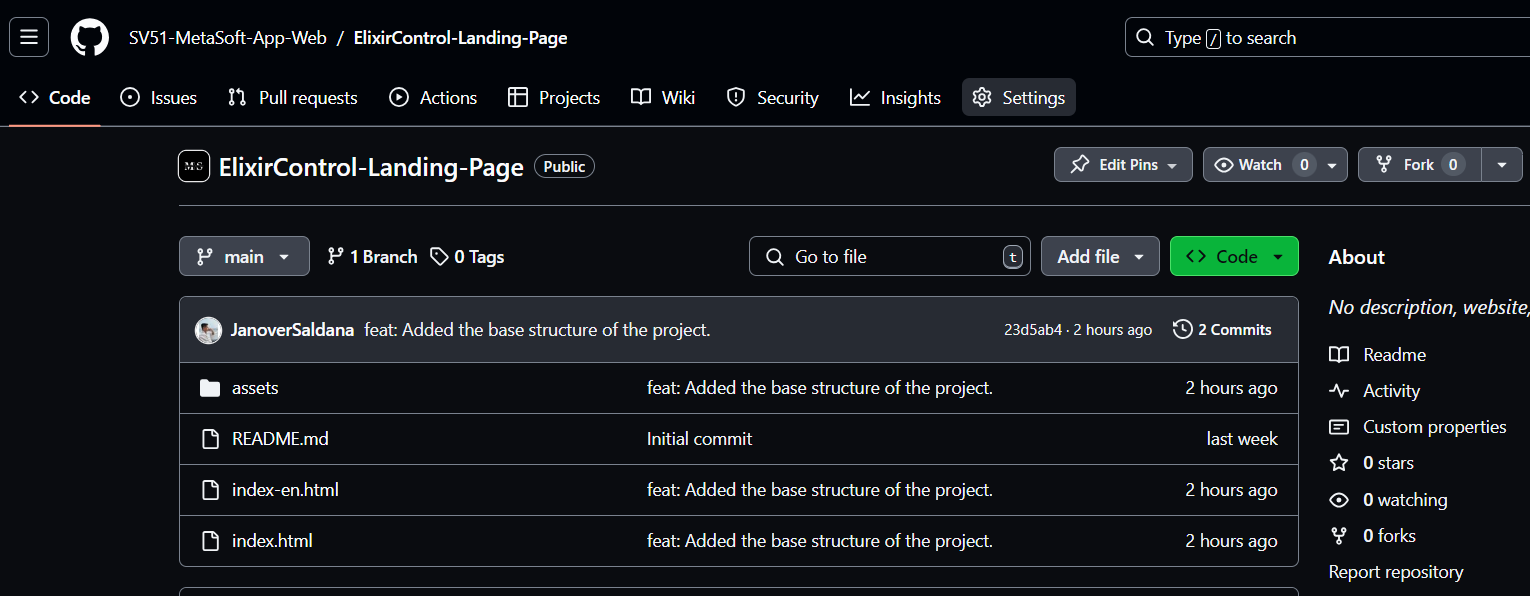 SV51-MetaSoft-App-Web / ElixirControl-Landing-Page
Type / to search
Code Issues Pull requests Actions Projects Wiki Security Insights Settings
MS ElixirControl-Landing-Page Public
Edit Pins Watch 0 Fork 0
main 1 Branch 0 Tags Go to file t Add file Code
About
No description, website,
JanoverSaldana feat: Added the base structure of the project. 23d5ab4 · 2 hours ago 2 Commits
assets feat: Added the base structure of the project. 2 hours ago
README.md Initial commit last week
index-en.html feat: Added the base structure of the project. 2 hours ago
index.html feat: Added the base structure of the project. 2 hours ago
Readme
Activity
Custom properties
0 stars
0 watching
0 forks
Report repository